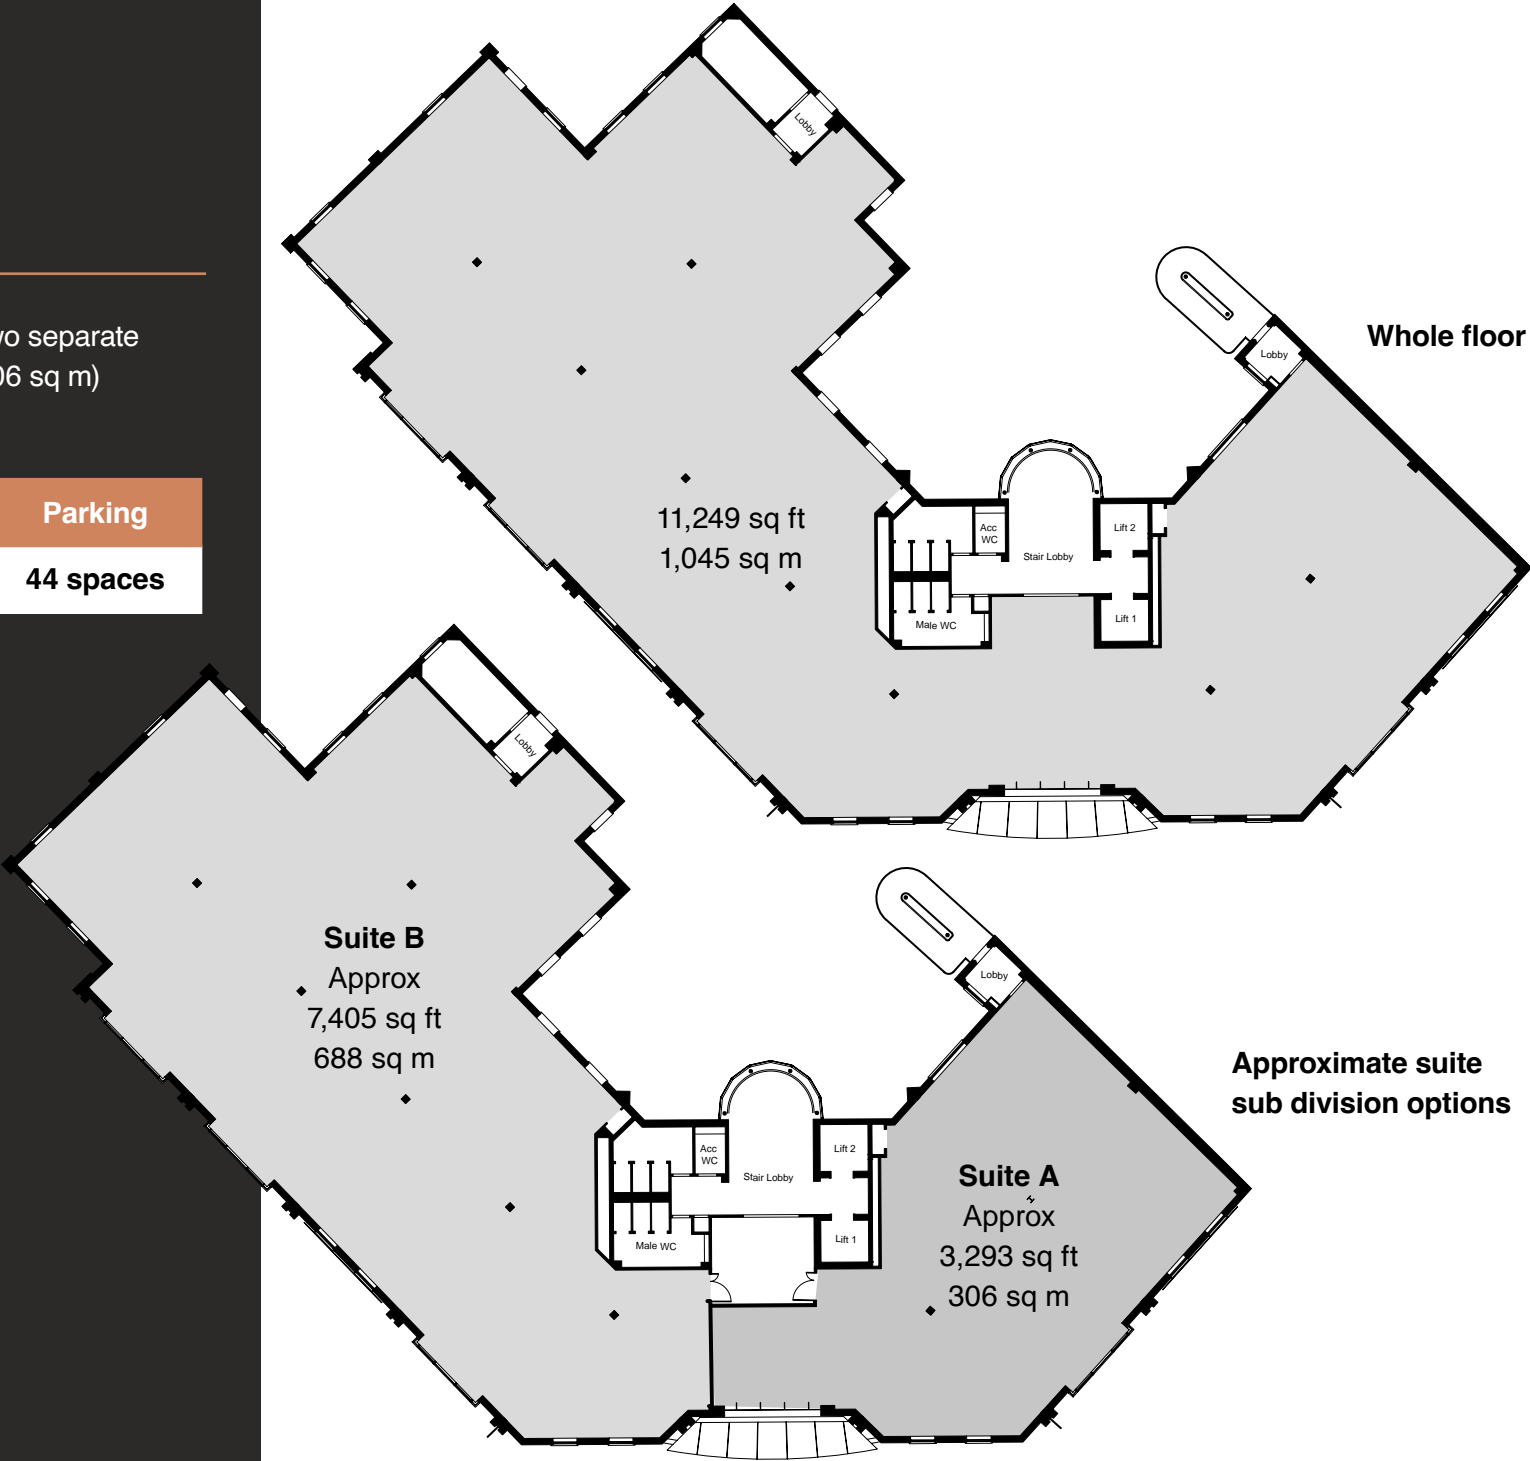 separate
sq m)
Parking
44 spaces
Lobby
Whole floor
Lobby
11,249 sq ft
1,045 sq m
Acc
WC
Stair Lobby
Lift 2
Lift 1
Male WC
Lobby
Suite B
Approx
7,405 sq ft
688 sq m
Lobby
Approximate suite
sub division options
Acc
WC
Stair Lobby
Lift 2
Lift 1
Male WC
Suite A
Approx
3,293 sq ft
306 sq m